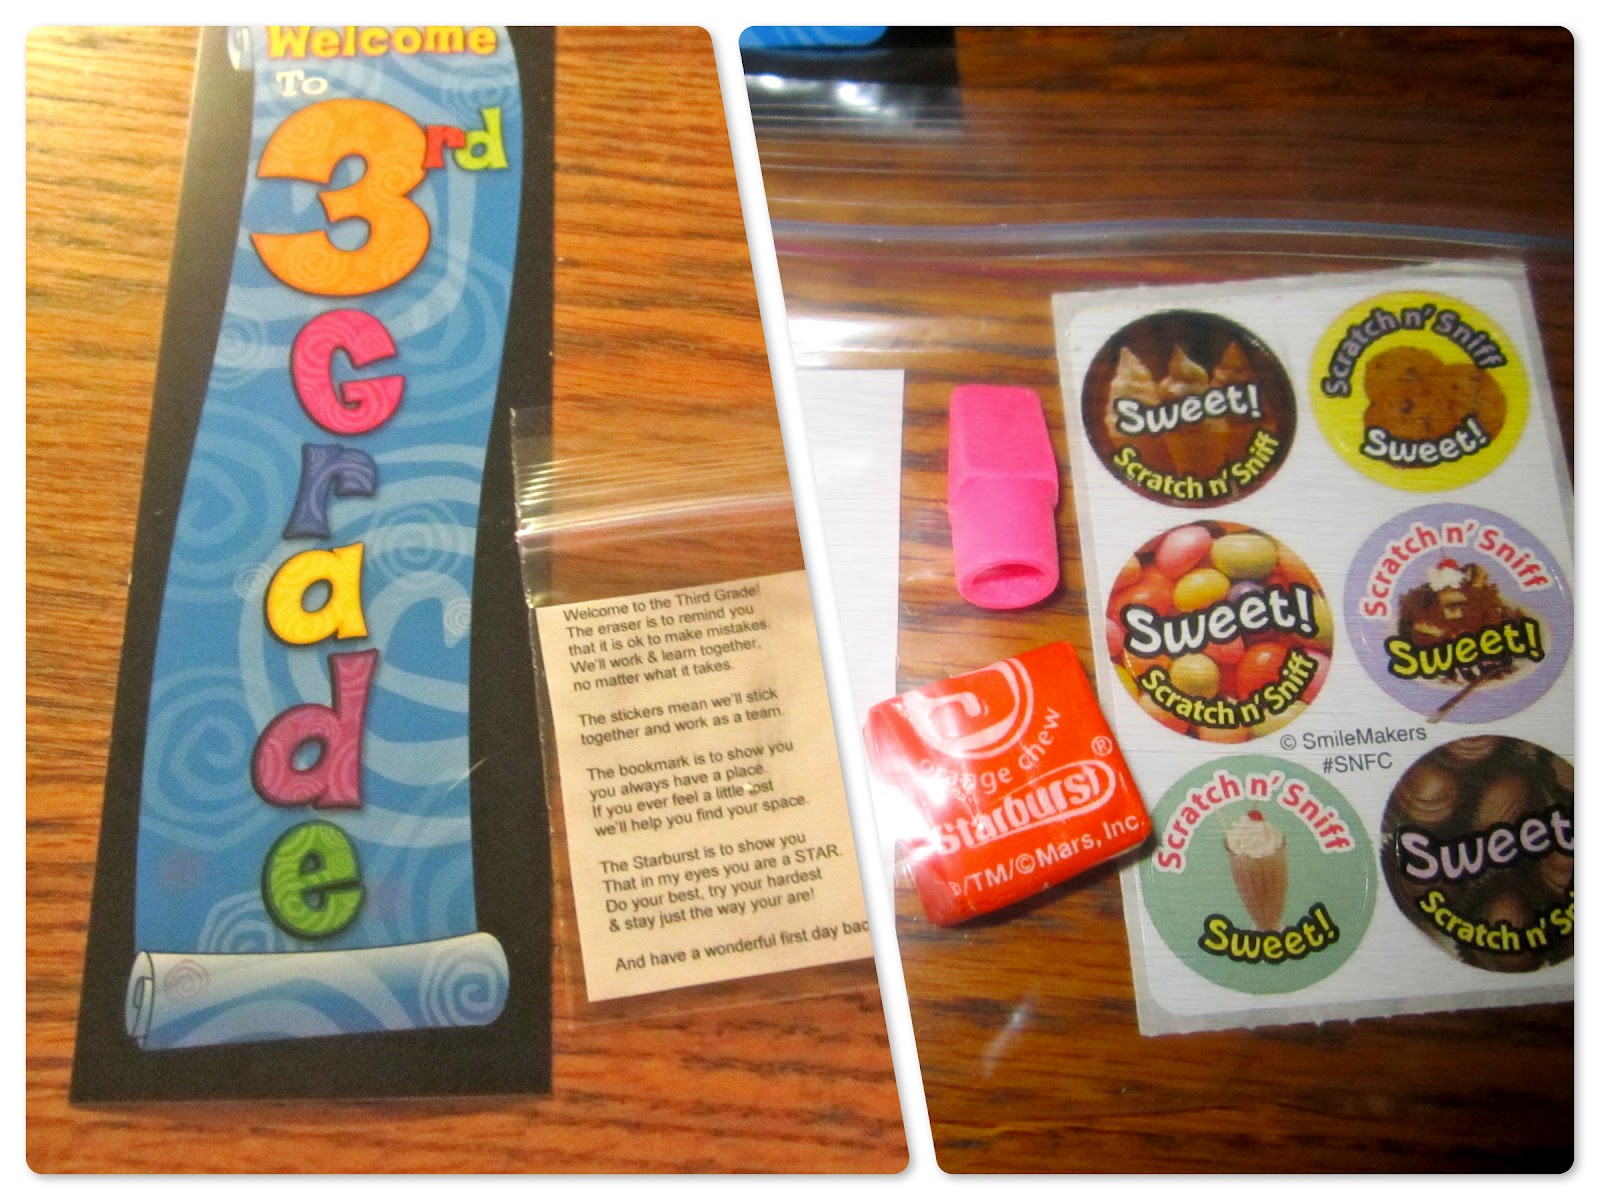 Welcome
To
3rd
Grade
Welcome to the Third Grade!
The eraser is to remind you
that it is ok to make mistakes.
We'll work & learn together,
no matter what it takes.
The stickers mean we'll stick
together and work as a team.
The bookmark is to show you
you always have a place.
If you ever feel a little lost
we'll help you find your space.
The Starburst is to show you
That in my eyes you are a STAR.
Do your best, try your hardest
& stay just the way your are!
And have a wonderful first day bac
Sweet!
Scratch n' Sniff
Scratch n' Sniff
Sweet!
Sweet!
Scratch n' Sniff
Scratch n' Sniff
Sweet!
© SmileMakers
#SNFC
Scratch n' Sniff
Sweet!
Sweet
Scratch n' Sn
orange chew
Starburst®
®/TM/©Mars, Inc.